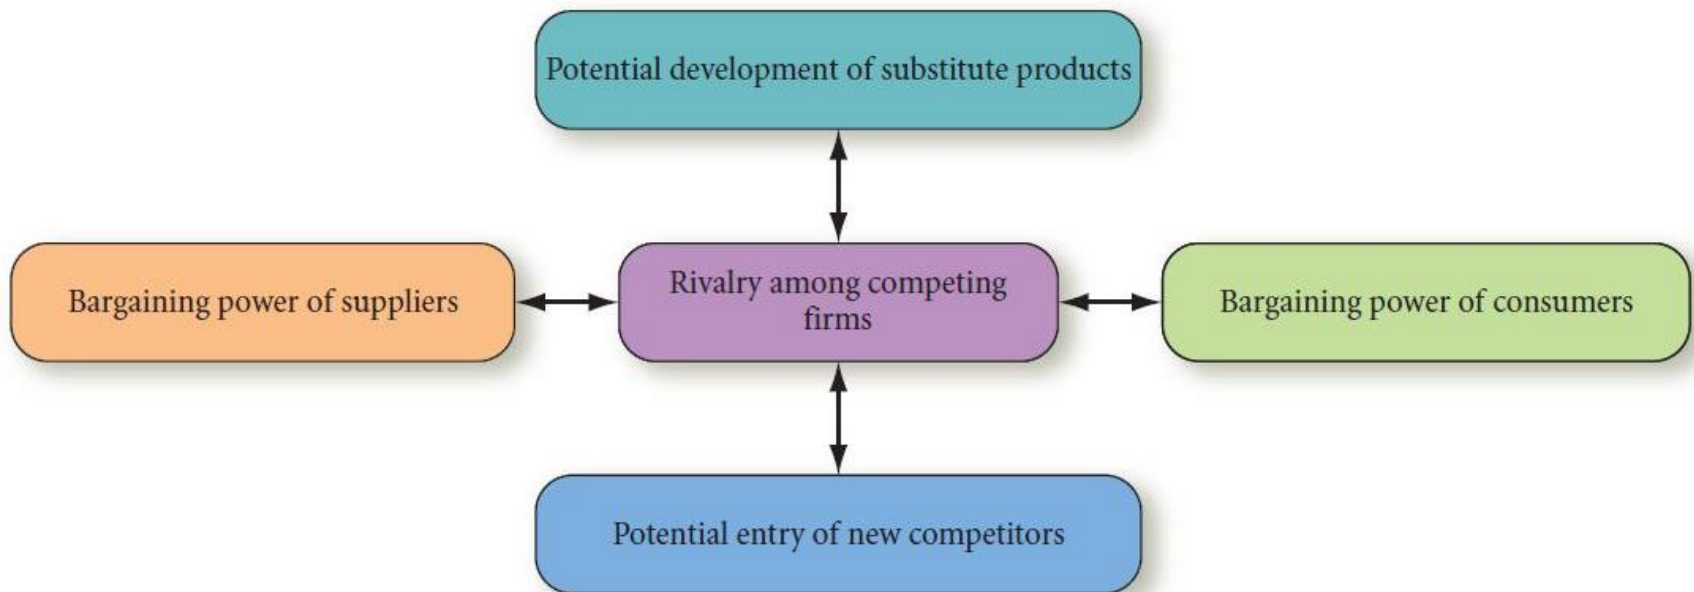 Potential development of substitute products
Bargaining power of suppliers
Rivalry among competing
firms
Bargaining power of consumers
Potential entry of new competitors